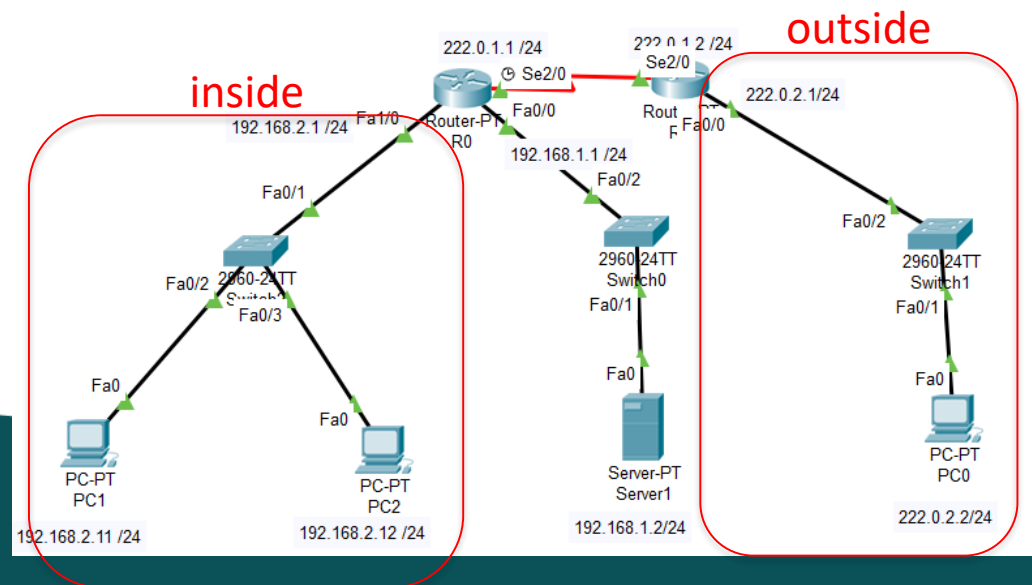 outside
inside
222.0.1.1 /24
222.0.1.2 /24
Se2/0
Se2/0
222.0.2.1/24
192.168.2.1 /24
Fa1/0
Router-PT
R0
Fa0/0
Fa0/0
192.168.1.1 /24
Fa0/1
Fa0/2
Fa0/2
2960-24TT
Fa0/2
Fa0/3
2960-24TT
Switch0
Fa0/1
2960-24TT
Switch1
Fa0/1
Fa0
Fa0
Fa0
Fa0
PC-PT
PC1
PC-PT
PC2
Server-PT
Server1
PC-PT
PC0
192.168.2.11 /24
192.168.2.12 /24
192.168.1.2/24
222.0.2.2/24